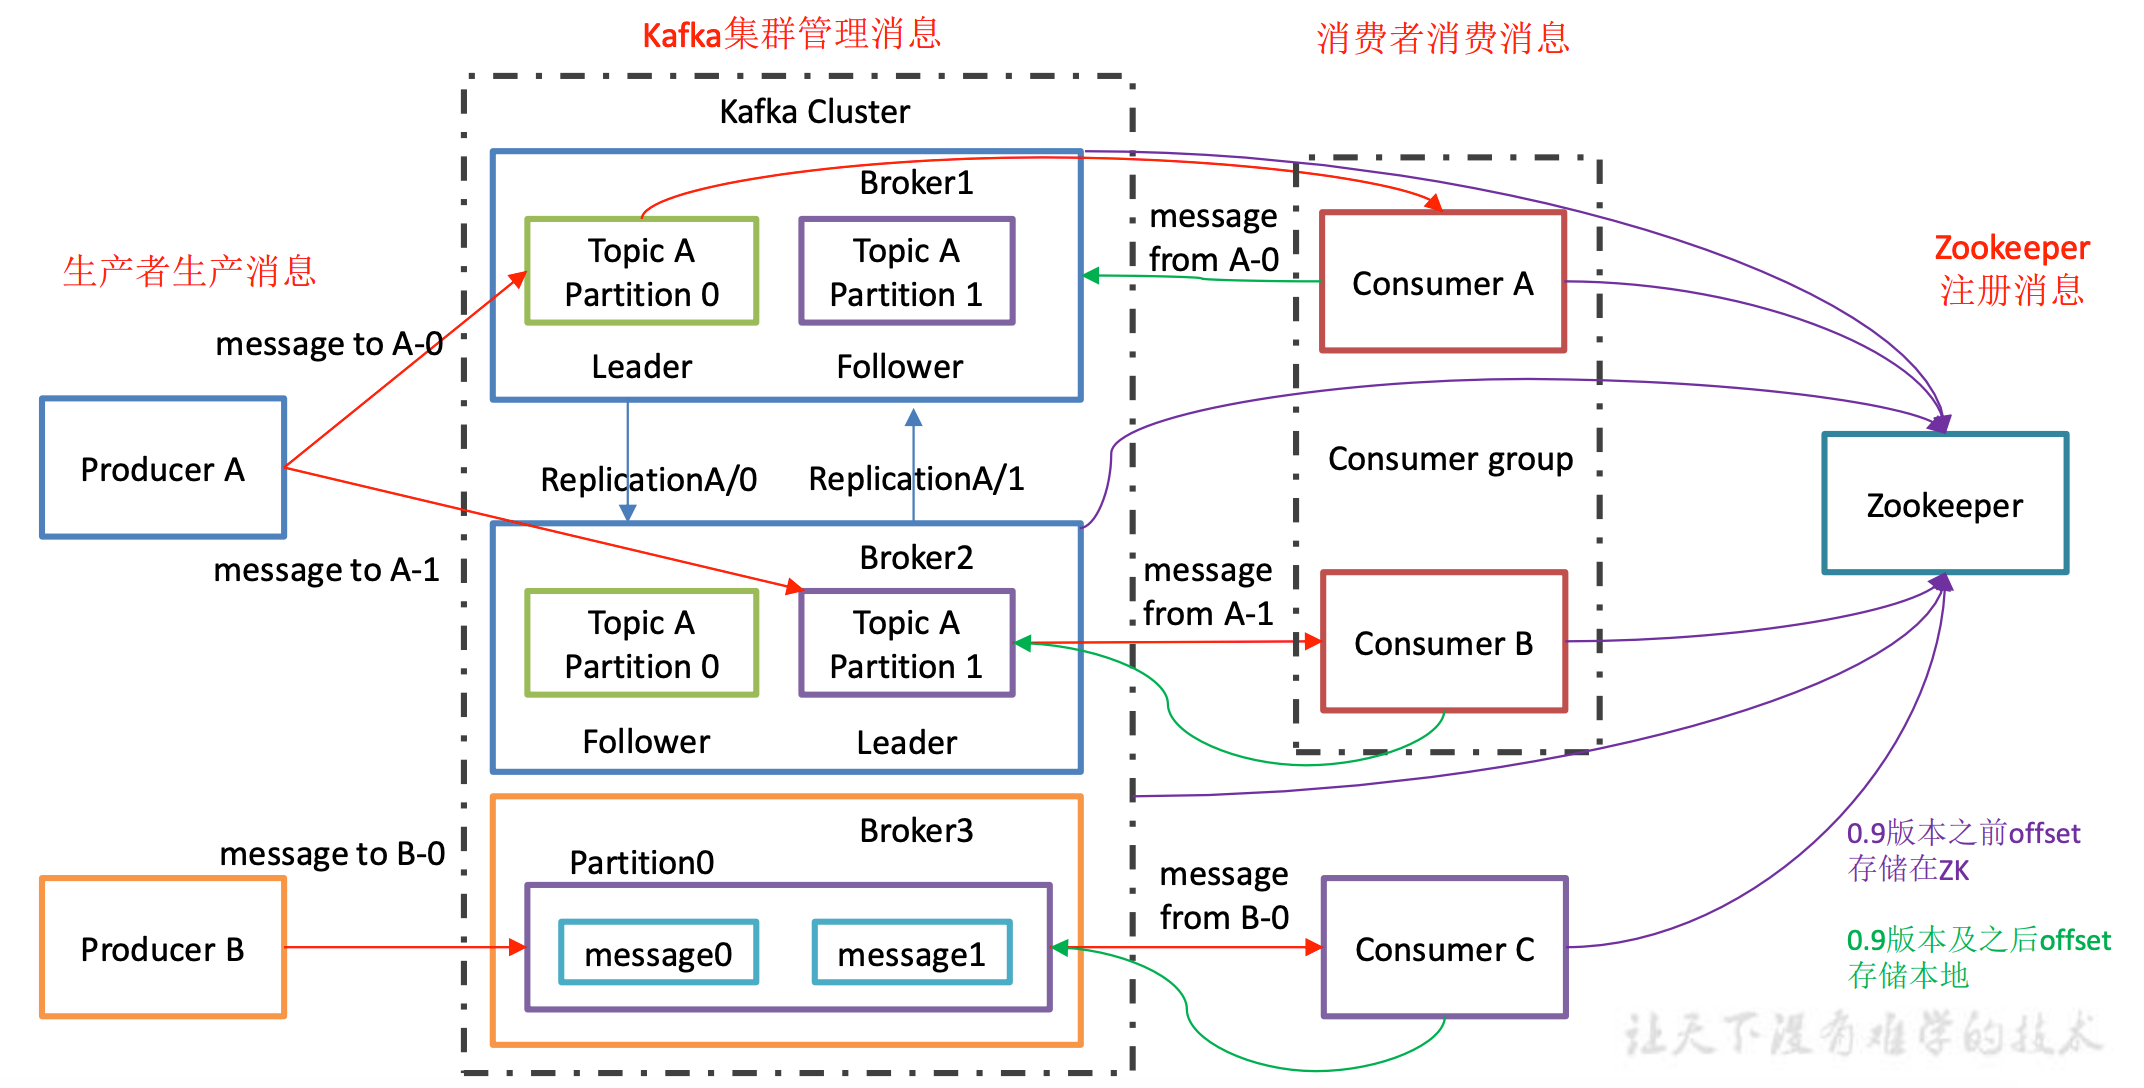 Kafka集群管理消息
消费者消费消息
Kafka Cluster
Broker1
Topic A
Partition 0
Topic A
Partition 1
Leader
Follower
message
from A-0
Consumer A
Zookeeper
注册消息
生产者生产消息
message to A-0
Producer A
message to A-1
ReplicationA/0
ReplicationA/1
Consumer group
Zookeeper
Broker2
Topic A
Partition 0
Topic A
Partition 1
Follower
Leader
message
from A-1
Consumer B
message to B-0
Producer B
Broker3
Partition0
message0
message1
message
from B-0
Consumer C
0.9版本之前offset
存储在ZK
0.9版本及之后offset
存储本地
让天下没有难学的技术